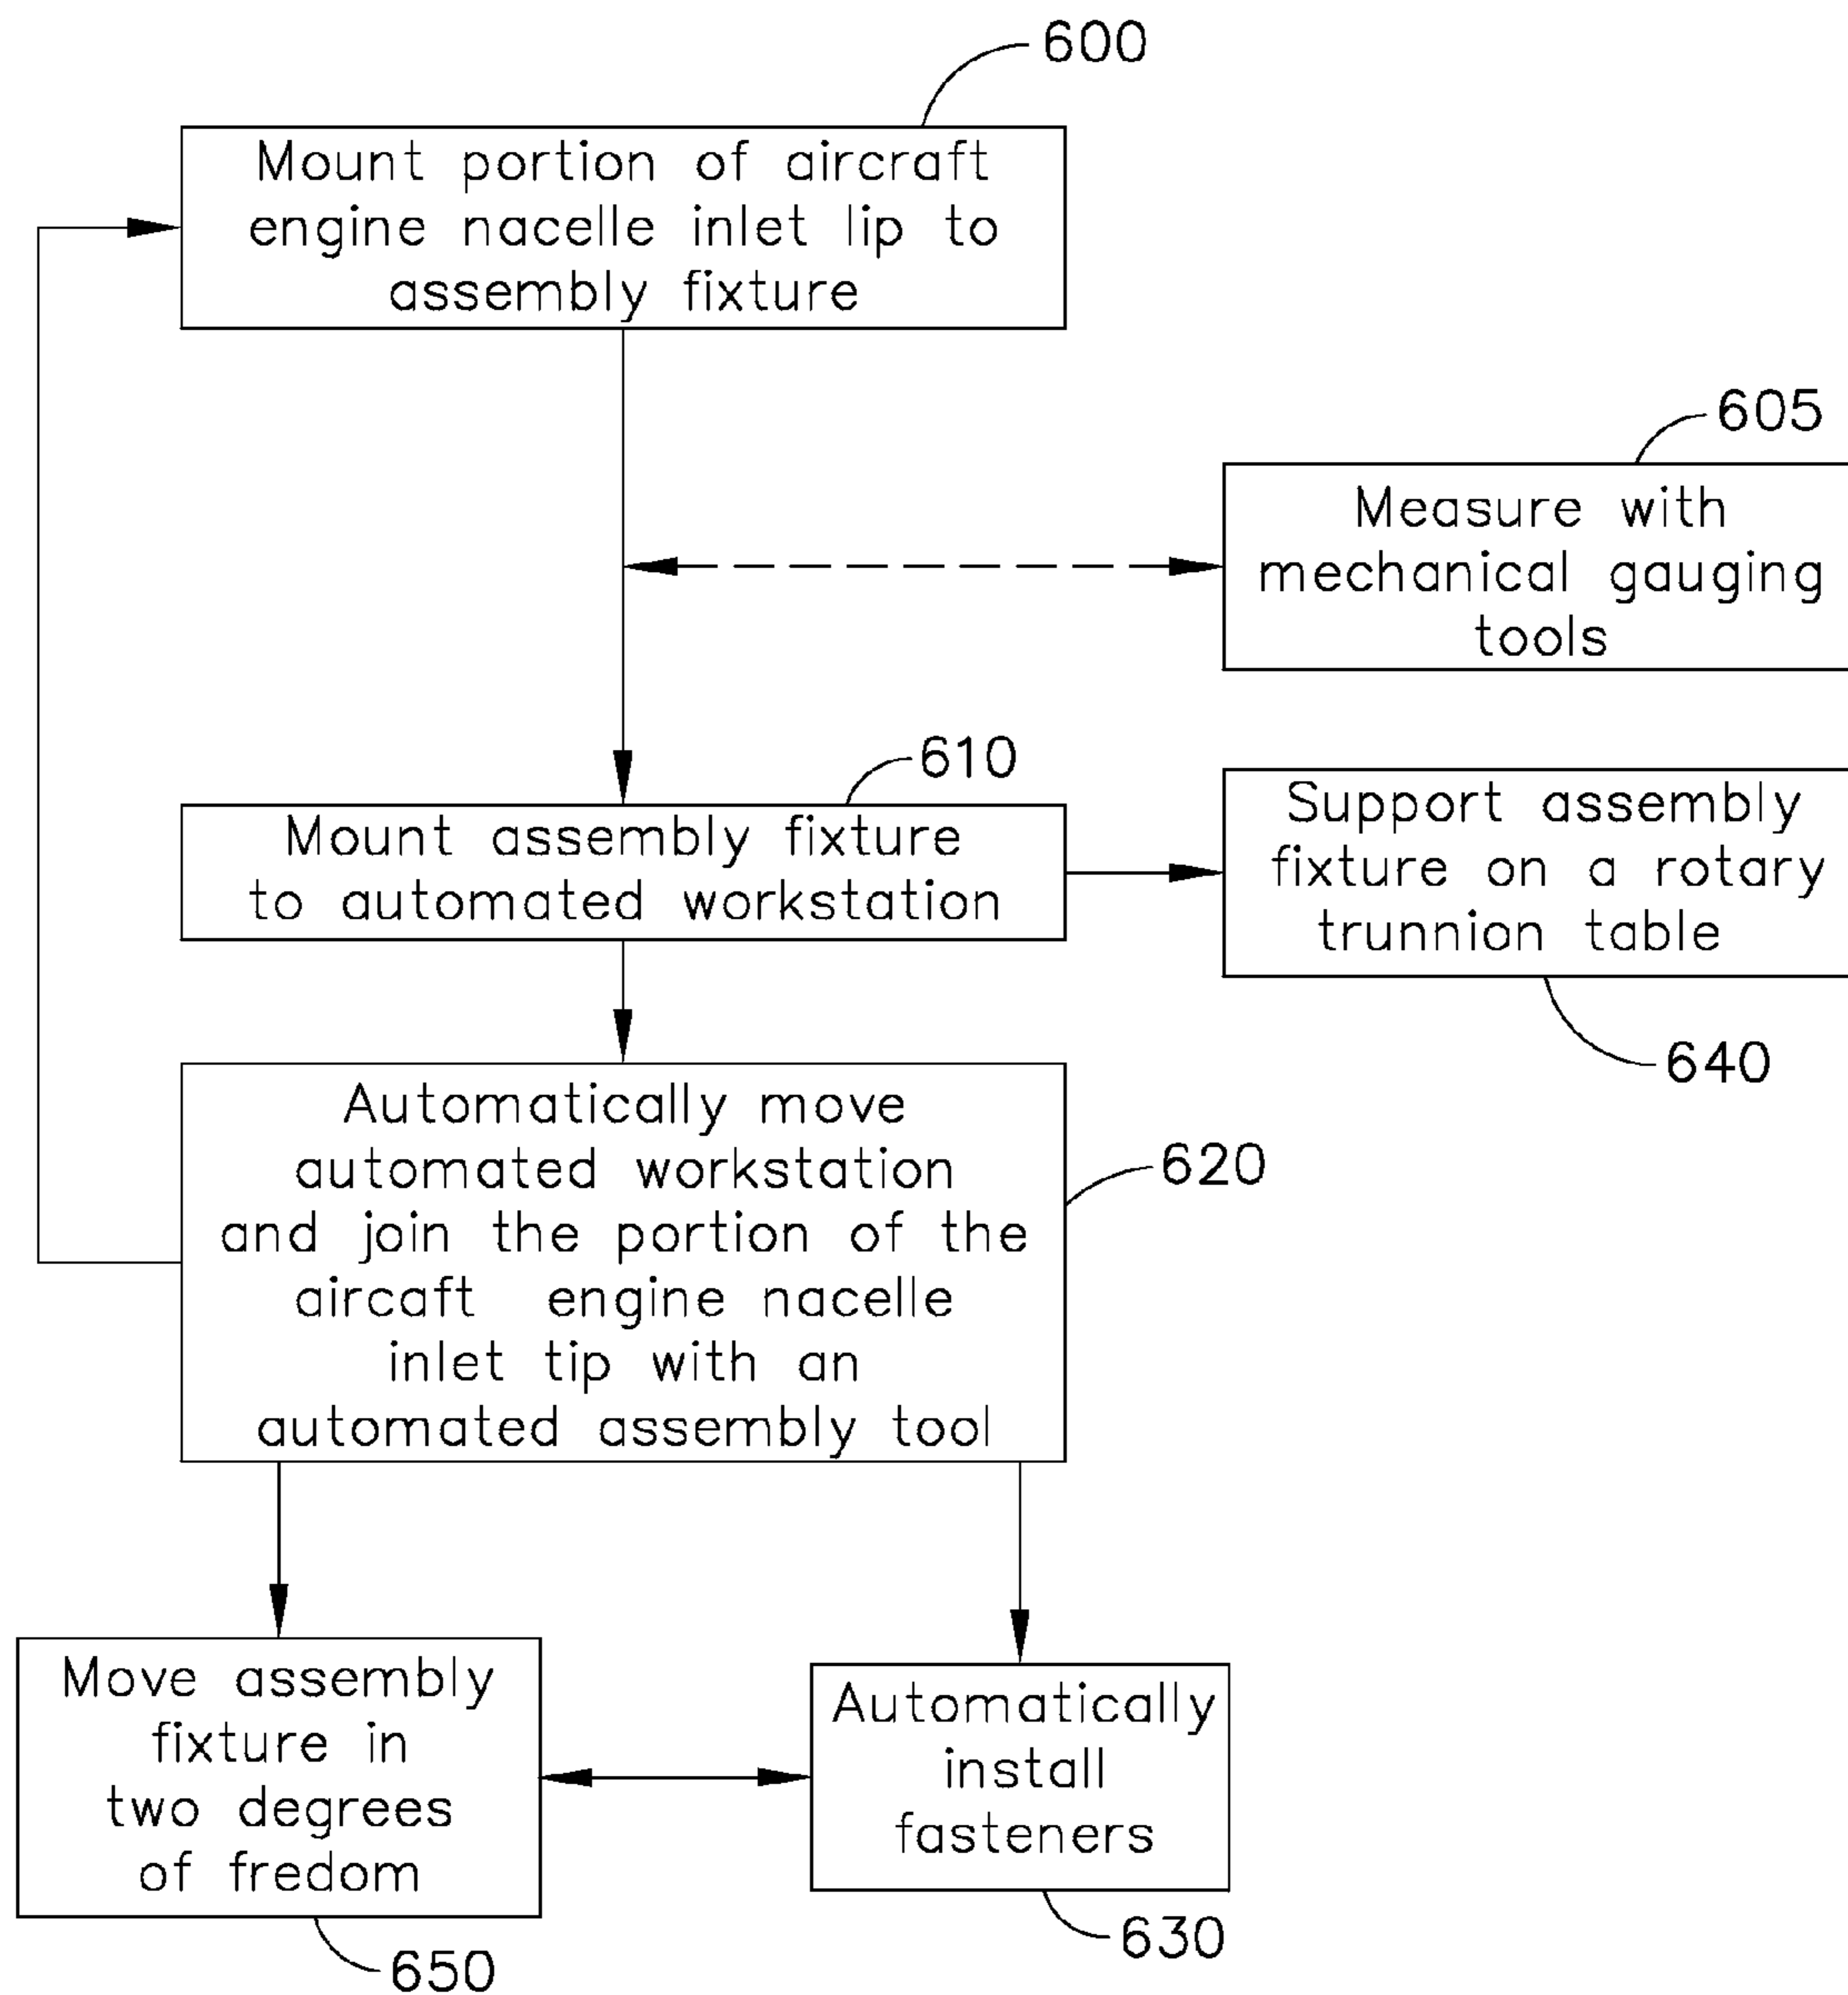 600
Mount portion of aircraft
engine nacelle inlet lip to
assembly fixture
605
Measure with
mechanical gauging
tools
610
Mount assembly fixture
to automated workstation
Support assembly
fixture on a rotary
trunnion table
640
Automatically move
automated workstation
and join the portion of the
aircaft engine nacelle
inlet tip with an
automated assembly tool
620
Move assembly
fixture in
two degrees
of fredom
650
Automatically
install
fasteners
630